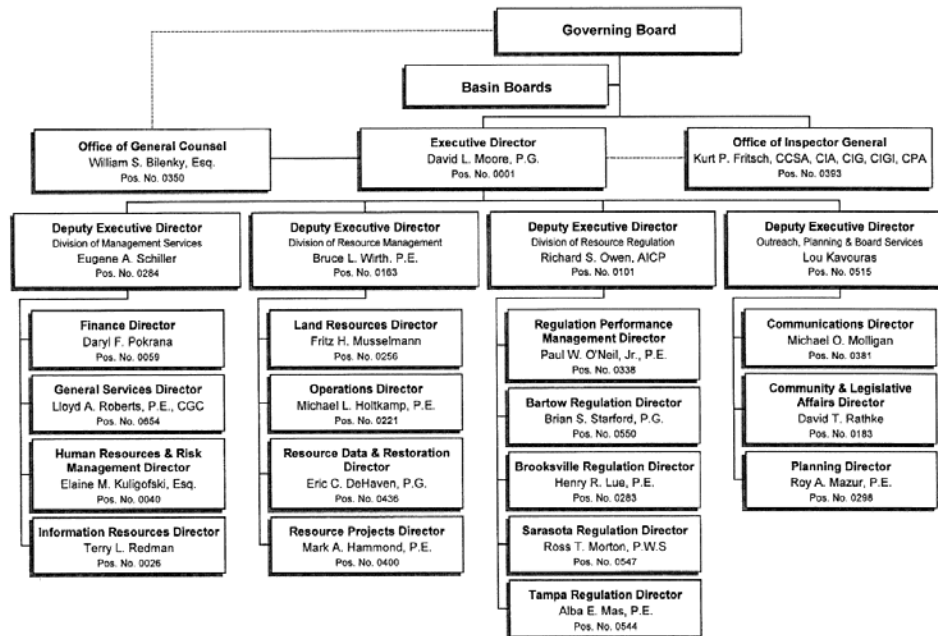 Governing Board
Basin Boards
Office of General Counsel
William S. Bilenky, Esq.
Pos. No. 0350
Executive Director
David L. Moore, P.G.
Pos. No. 0001
Office of Inspector General
Kurt P. Fritsch, CCSA, CIA, CIG, CIGI, CPA
Pos. No. 0393
Deputy Executive Director
Division of Management Services
Eugene A. Schiller
Pos. No. 0284
Deputy Executive Director
Division of Resource Management
Bruce L. Wirth. P.E.
Pos. No. 0163
Deputy Executive Director
Division of Resource Regulation
Richard S. Owen, AICP
Pos. No. 0101
Deputy Executive Director
Outreach, Planning & Board Services
Lou Kavouras
Pos. No. 0515
Finance Director
Daryl F. Pokrana
Pos. No. 0059
General Services Director
Lloyd A. Roberts, P.E., CGC
Pos. No. 0654
Human Resources & Risk
Management Director
Elaine M. Kuligofski, Esq.
Pos. No. 0040
Information Resources Director
Terry L. Redman
Pos. No. 0026
Land Resources Director
Fritz H. Musselmann
Pos. No. 0256
Operations Director
Michael L. Holtkamp, P.E.
Pos. No. 0221
Resource Data & Restoration
Director
Eric C. DeHaven, P.G.
Pos. No. 0436
Resource Projects Director
Mark A. Hammond, P.E.
Pos. No. 0400
Regulation Performance
Management Director
Paul W. O'Neil, Jr., P.E.
Pos. No. 0338
Bartow Regulation Director
Brian S. Starford, P.G.
Pos. No. 0550
Brooksville Regulation Director
Henry R. Lue, P.E.
Pos. No. 0283
Sarasota Regulation Director
Ross T. Morton, P.W.S
Pos. No. 0547
Tampa Regulation Director
Alba E. Mas, P.E.
Pos. No. 0544
Communications Director
Michael O. Molligan
Pos. No. 0381
Community & Legislative
Affairs Director
David T. Rathke
Pos. No. 0183
Planning Director
Roy A. Mazur, P.E.
Pos. No. 0298